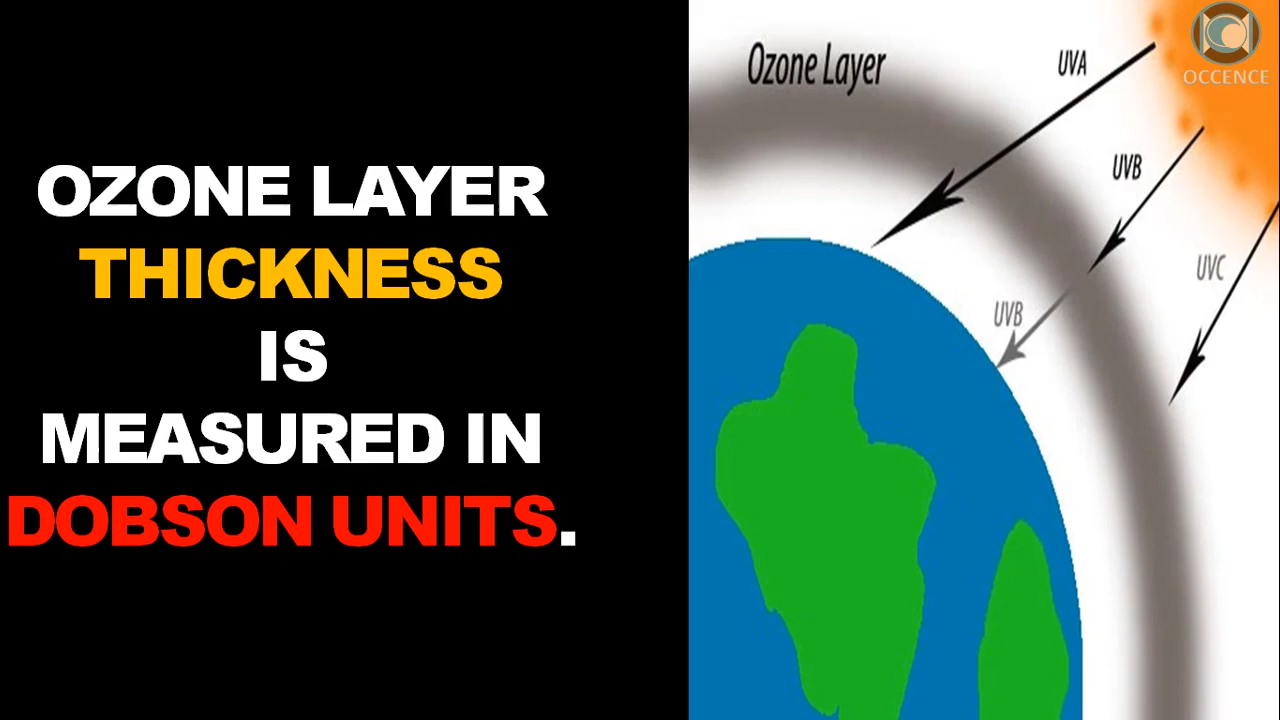 OZONE LAYER
THICKNESS
IS
MEASURED IN
DOBSON UNITS.
Ozone Layer
UVA
OCCENCE
UVB
UVC
UVB